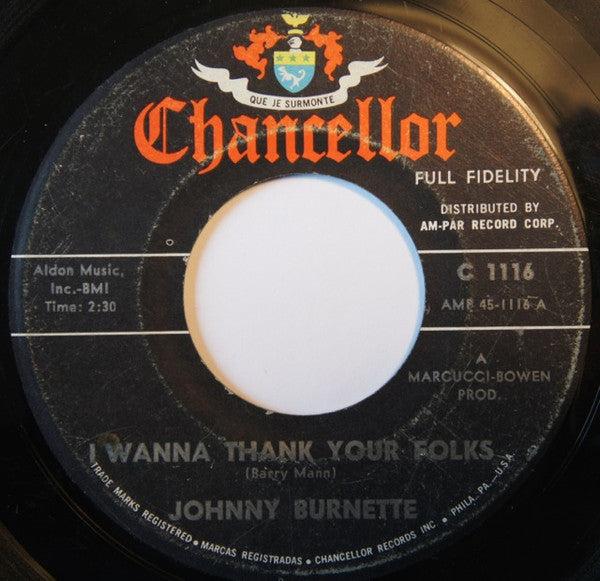 QUE JE SURMONTE
Chancellor
FULL FIDELITY
DISTRIBUTED BY
AM-PAR RECORD CORP.
Aldon Music,
Inc.-BMI
Time: 2:30
C 1116
AMP 45-1116 A
A
MARCUCCI-BOWEN
PROD.
I WANNA THANK YOUR FOLKS
(Barry Mann)
JOHNNY BURNETTE
TRADE MARKS REGISTERED • MARCAS REGISTRADAS • CHANCELLOR RECORDS INC • PHILA, PA.-U.S.A.